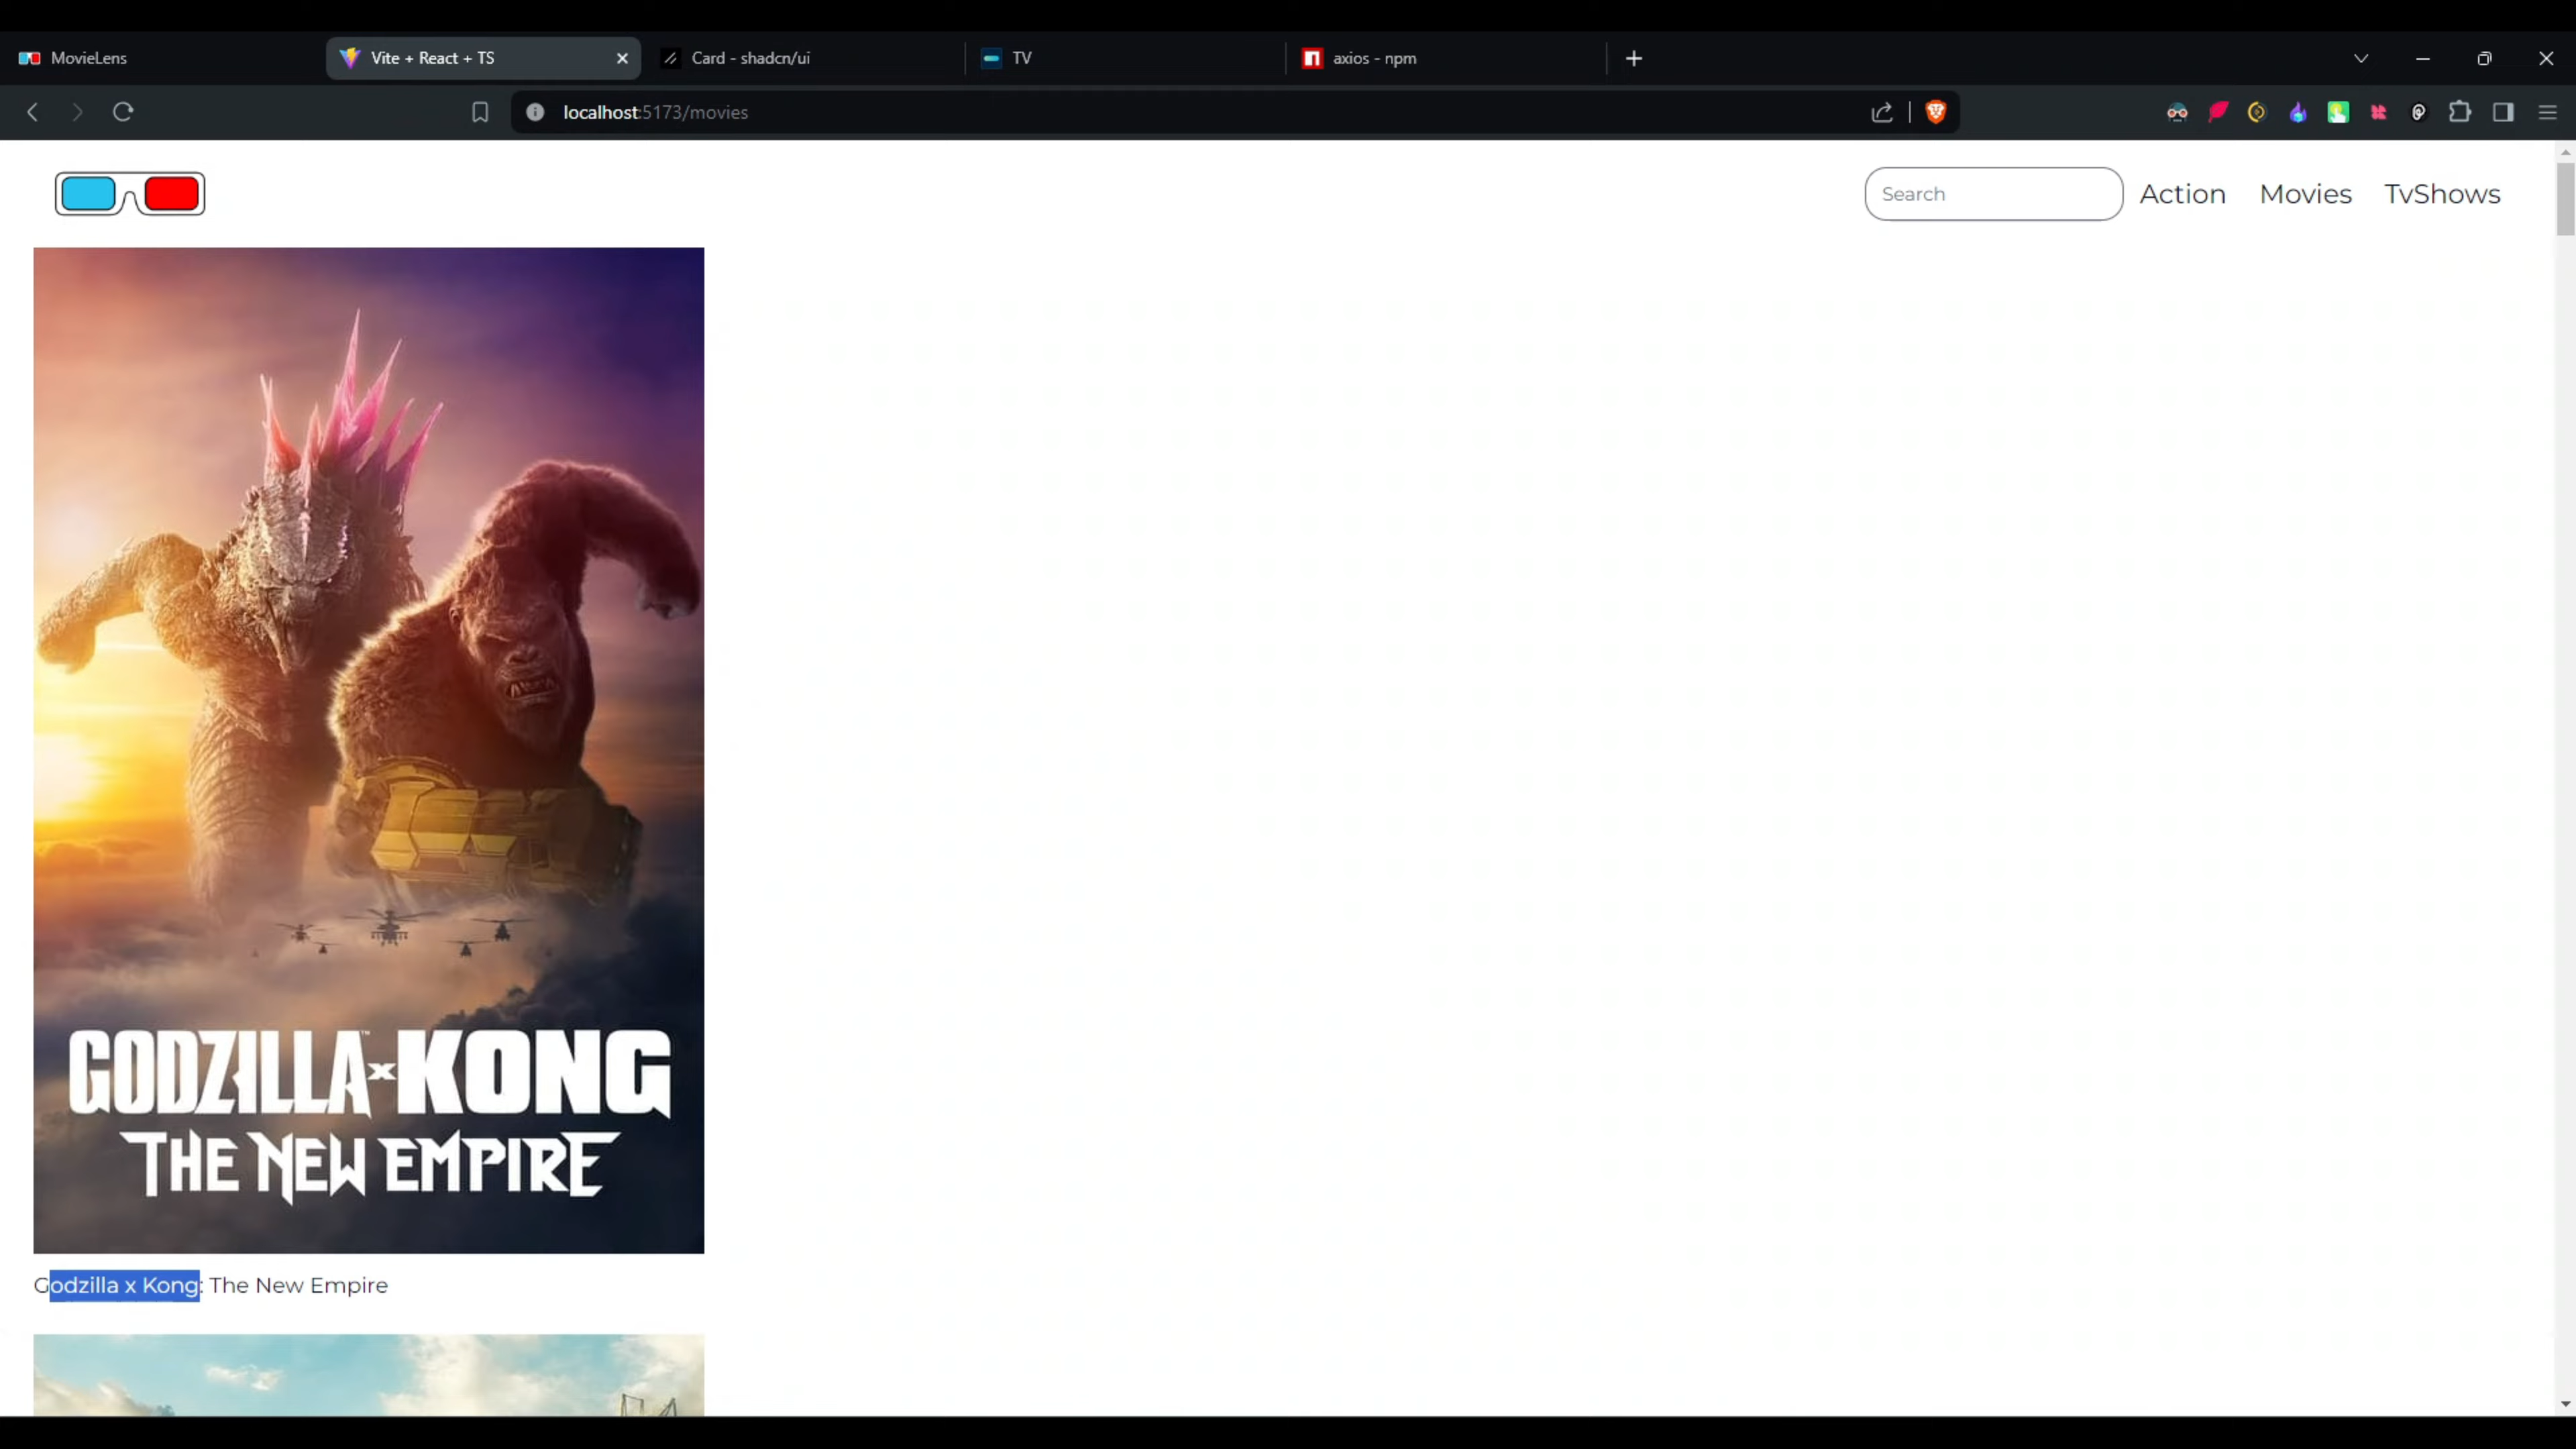 MovieLens
Vite + React + TS
Card - shadcn/ui
TV
axios - npm
localhost:5173/movies
Search
Action
Movies
TvShows
GODZILLA x KONG
THE NEW EMPIRE
Godzilla x Kong: The New Empire